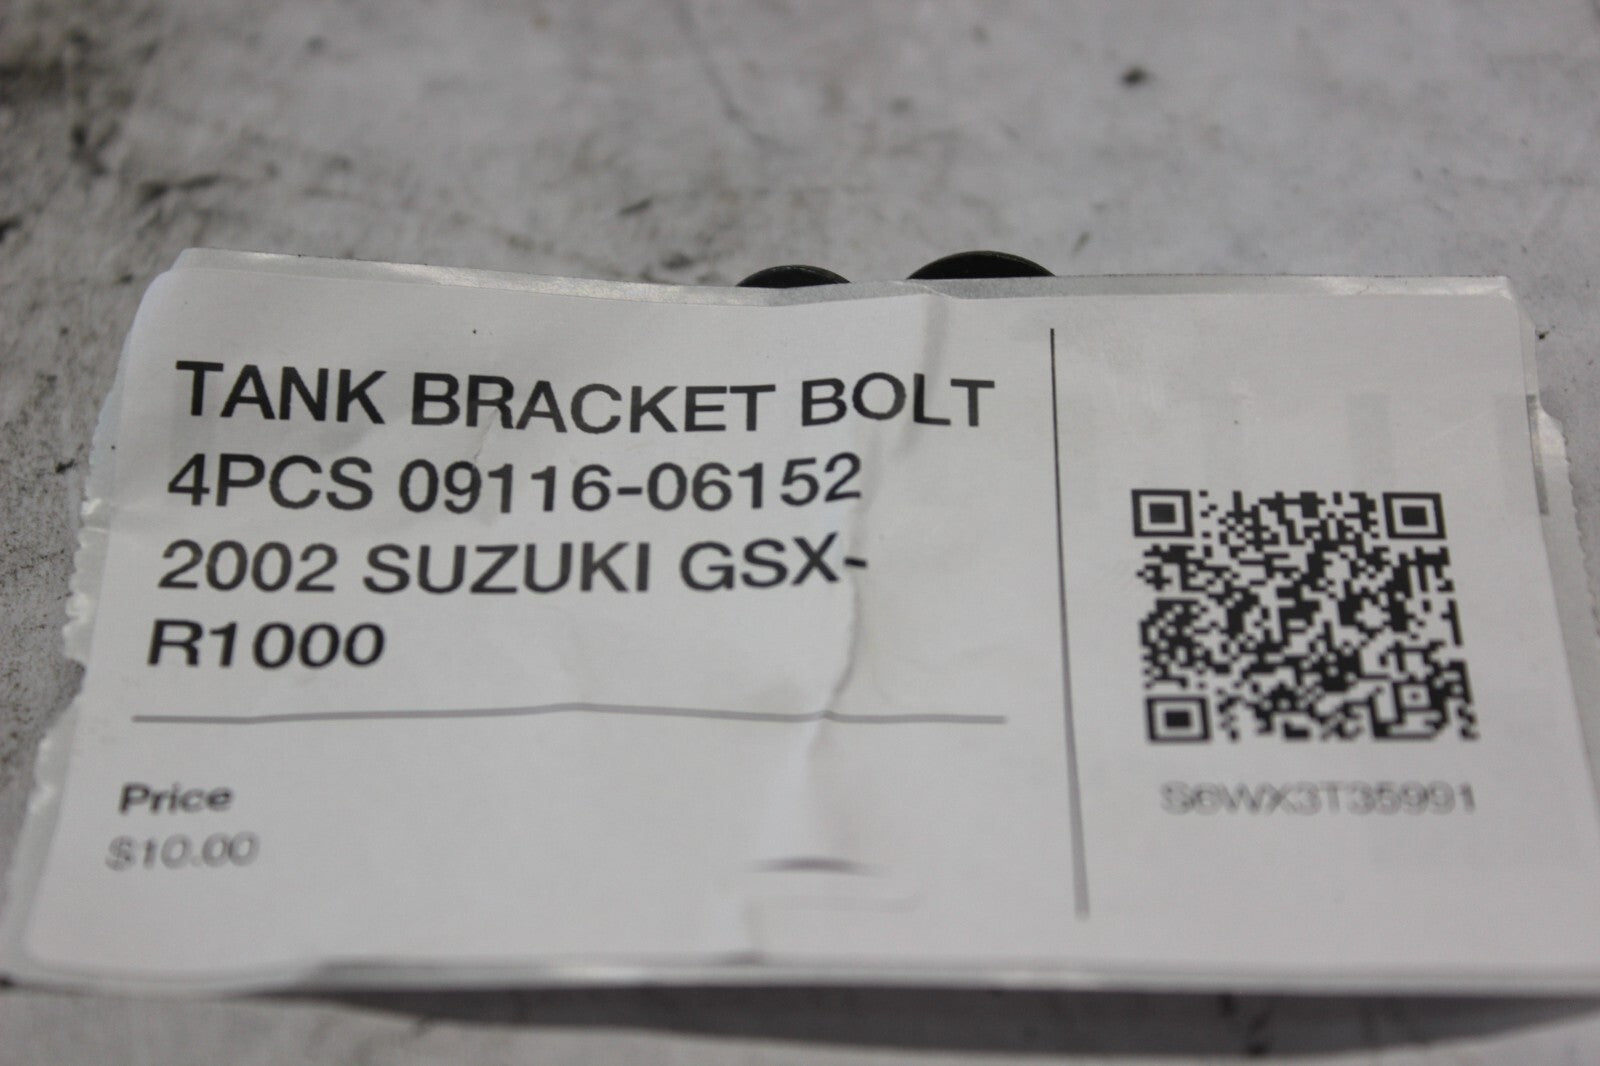 TANK BRACKET BOLT
4PCS 09116-06152
2002 SUZUKI GSX-
R1000
Price
$10.00
S6WX3T35991